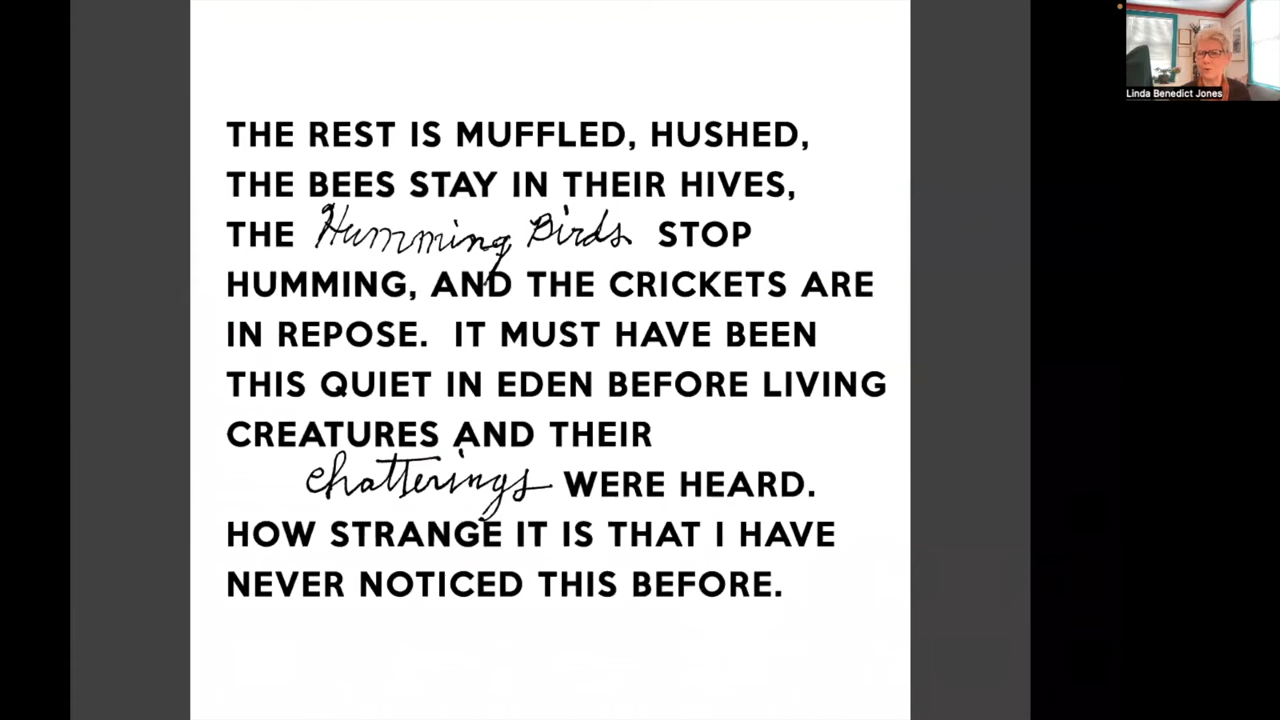 THE REST IS MUFFLED, HUSHED,
THE BEES STAY IN THEIR HIVES,
THE Humming Birds STOP
HUMMING, AND THE CRICKETS ARE
IN REPOSE. IT MUST HAVE BEEN
THIS QUIET IN EDEN BEFORE LIVING
CREATURES AND THEIR
chatterings WERE HEARD.
HOW STRANGE IT IS THAT I HAVE
NEVER NOTICED THIS BEFORE.
Linda Benedict Jones